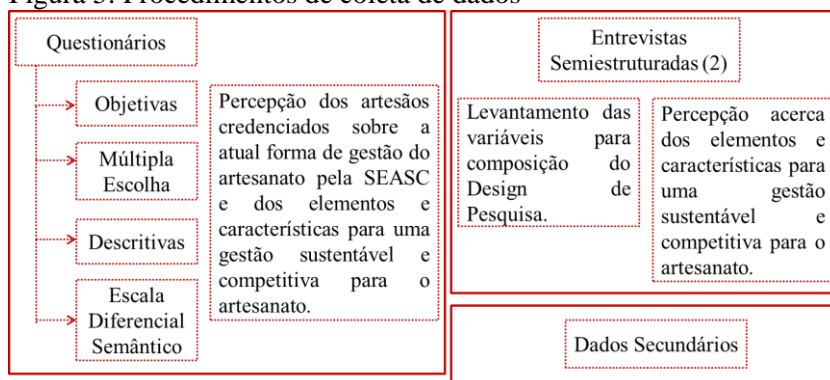 Figura 3: Procedimentos de coleta de dados
Questionários
Objetivas
Múltipla
Escolha
Descritivas
Escala
Diferencial
Semântico
Percepção dos artesãos
credenciados sobre a
atual forma de gestão do
artesanato pela SEASC
e dos elementos e
características para uma
gestão sustentável e
competitiva para o
artesanato.
Entrevistas
Semiestruturadas (2)
Levantamento das
variáveis para
composição do
Design de
Pesquisa.
Percepção acerca
dos elementos e
características para
uma gestão
sustentável e
competitiva para o
artesanato.
Dados Secundários